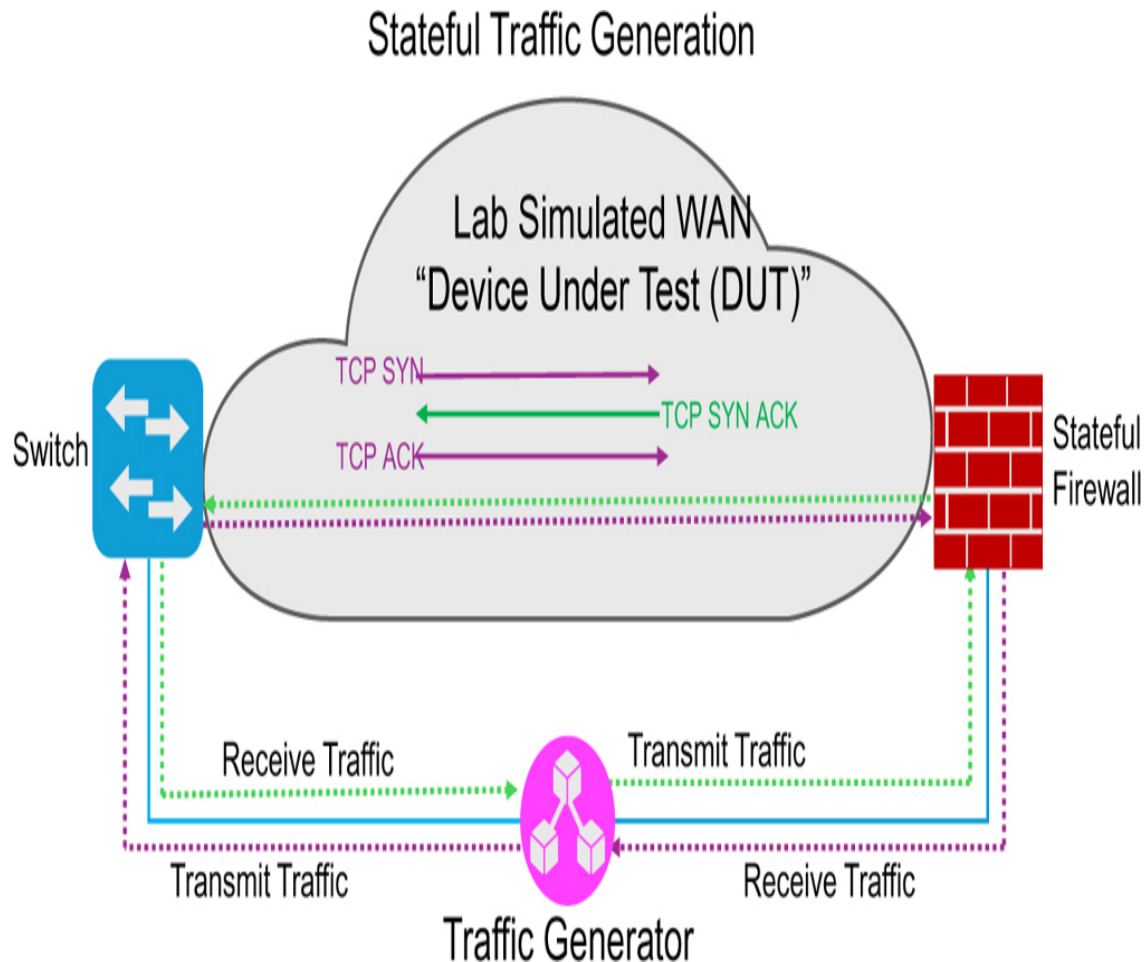 Stateful Traffic Generation
Lab Simulated WAN
“Device Under Test (DUT)”
TCP SYN
TCP SYN ACK
TCP ACK
Switch
Stateful
Firewall
Receive Traffic
Transmit Traffic
Transmit Traffic
Receive Traffic
Traffic Generator